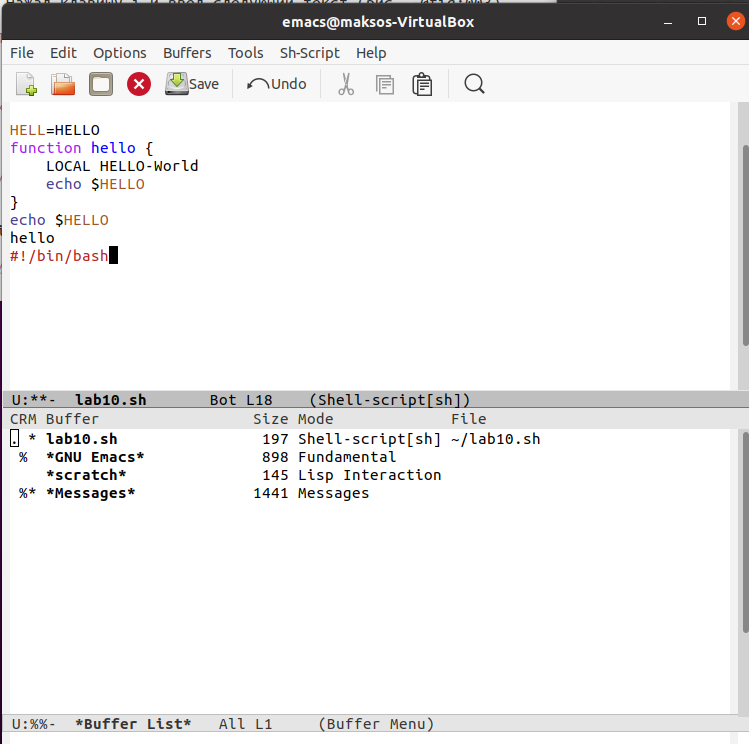 emacs@maksos-VirtualBox
File Edit Options Buffers Tools Sh-Script Help
Save Undo
HELL=HELLO
function hello {
    LOCAL HELLO-World
    echo $HELLO
}
echo $HELLO
hello
#!/bin/bash
U:**-  lab10.sh       Bot L18    (Shell-script[sh])
CRM Buffer                 Size Mode             File
. * lab10.sh                197 Shell-script[sh] ~/lab10.sh
 %  *GNU Emacs*             898 Fundamental
    *scratch*               145 Lisp Interaction
 %* *Messages*             1441 Messages
U:%%-  *Buffer List*   All L1     (Buffer Menu)